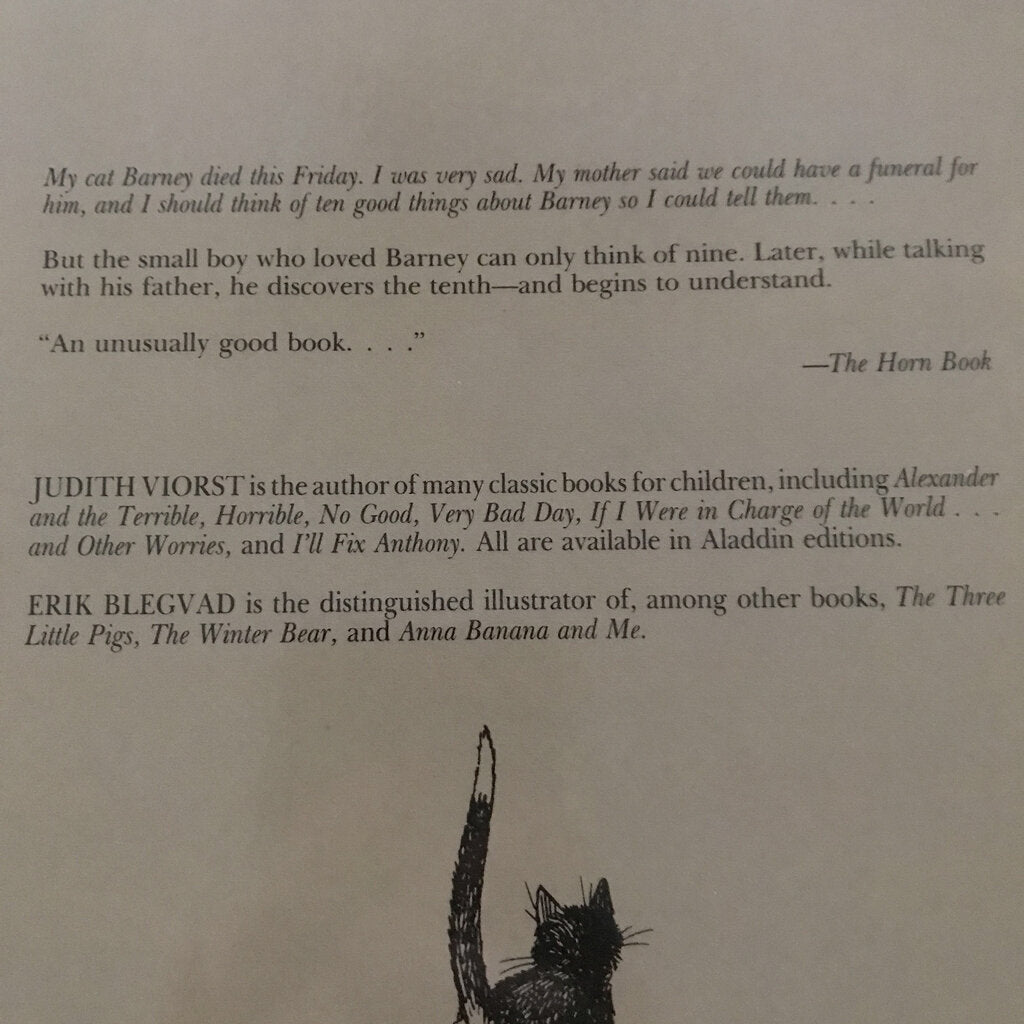 My cat Barney died this Friday. I was very sad. My mother said we could have a funeral for
him, and I should think of ten good things about Barney so I could tell them. . . .
But the small boy who loved Barney can only think of nine. Later, while talking
with his father, he discovers the tenth—and begins to understand.
“An unusually good book. . . .”
—The Horn Book
JUDITH VIORST is the author of many classic books for children, including Alexander
and the Terrible, Horrible, No Good, Very Bad Day, If I Were in Charge of the World . . .
and Other Worries, and I'll Fix Anthony. All are available in Aladdin editions.
ERIK BLEGVAD is the distinguished illustrator of, among other books, The Three
Little Pigs, The Winter Bear, and Anna Banana and Me.